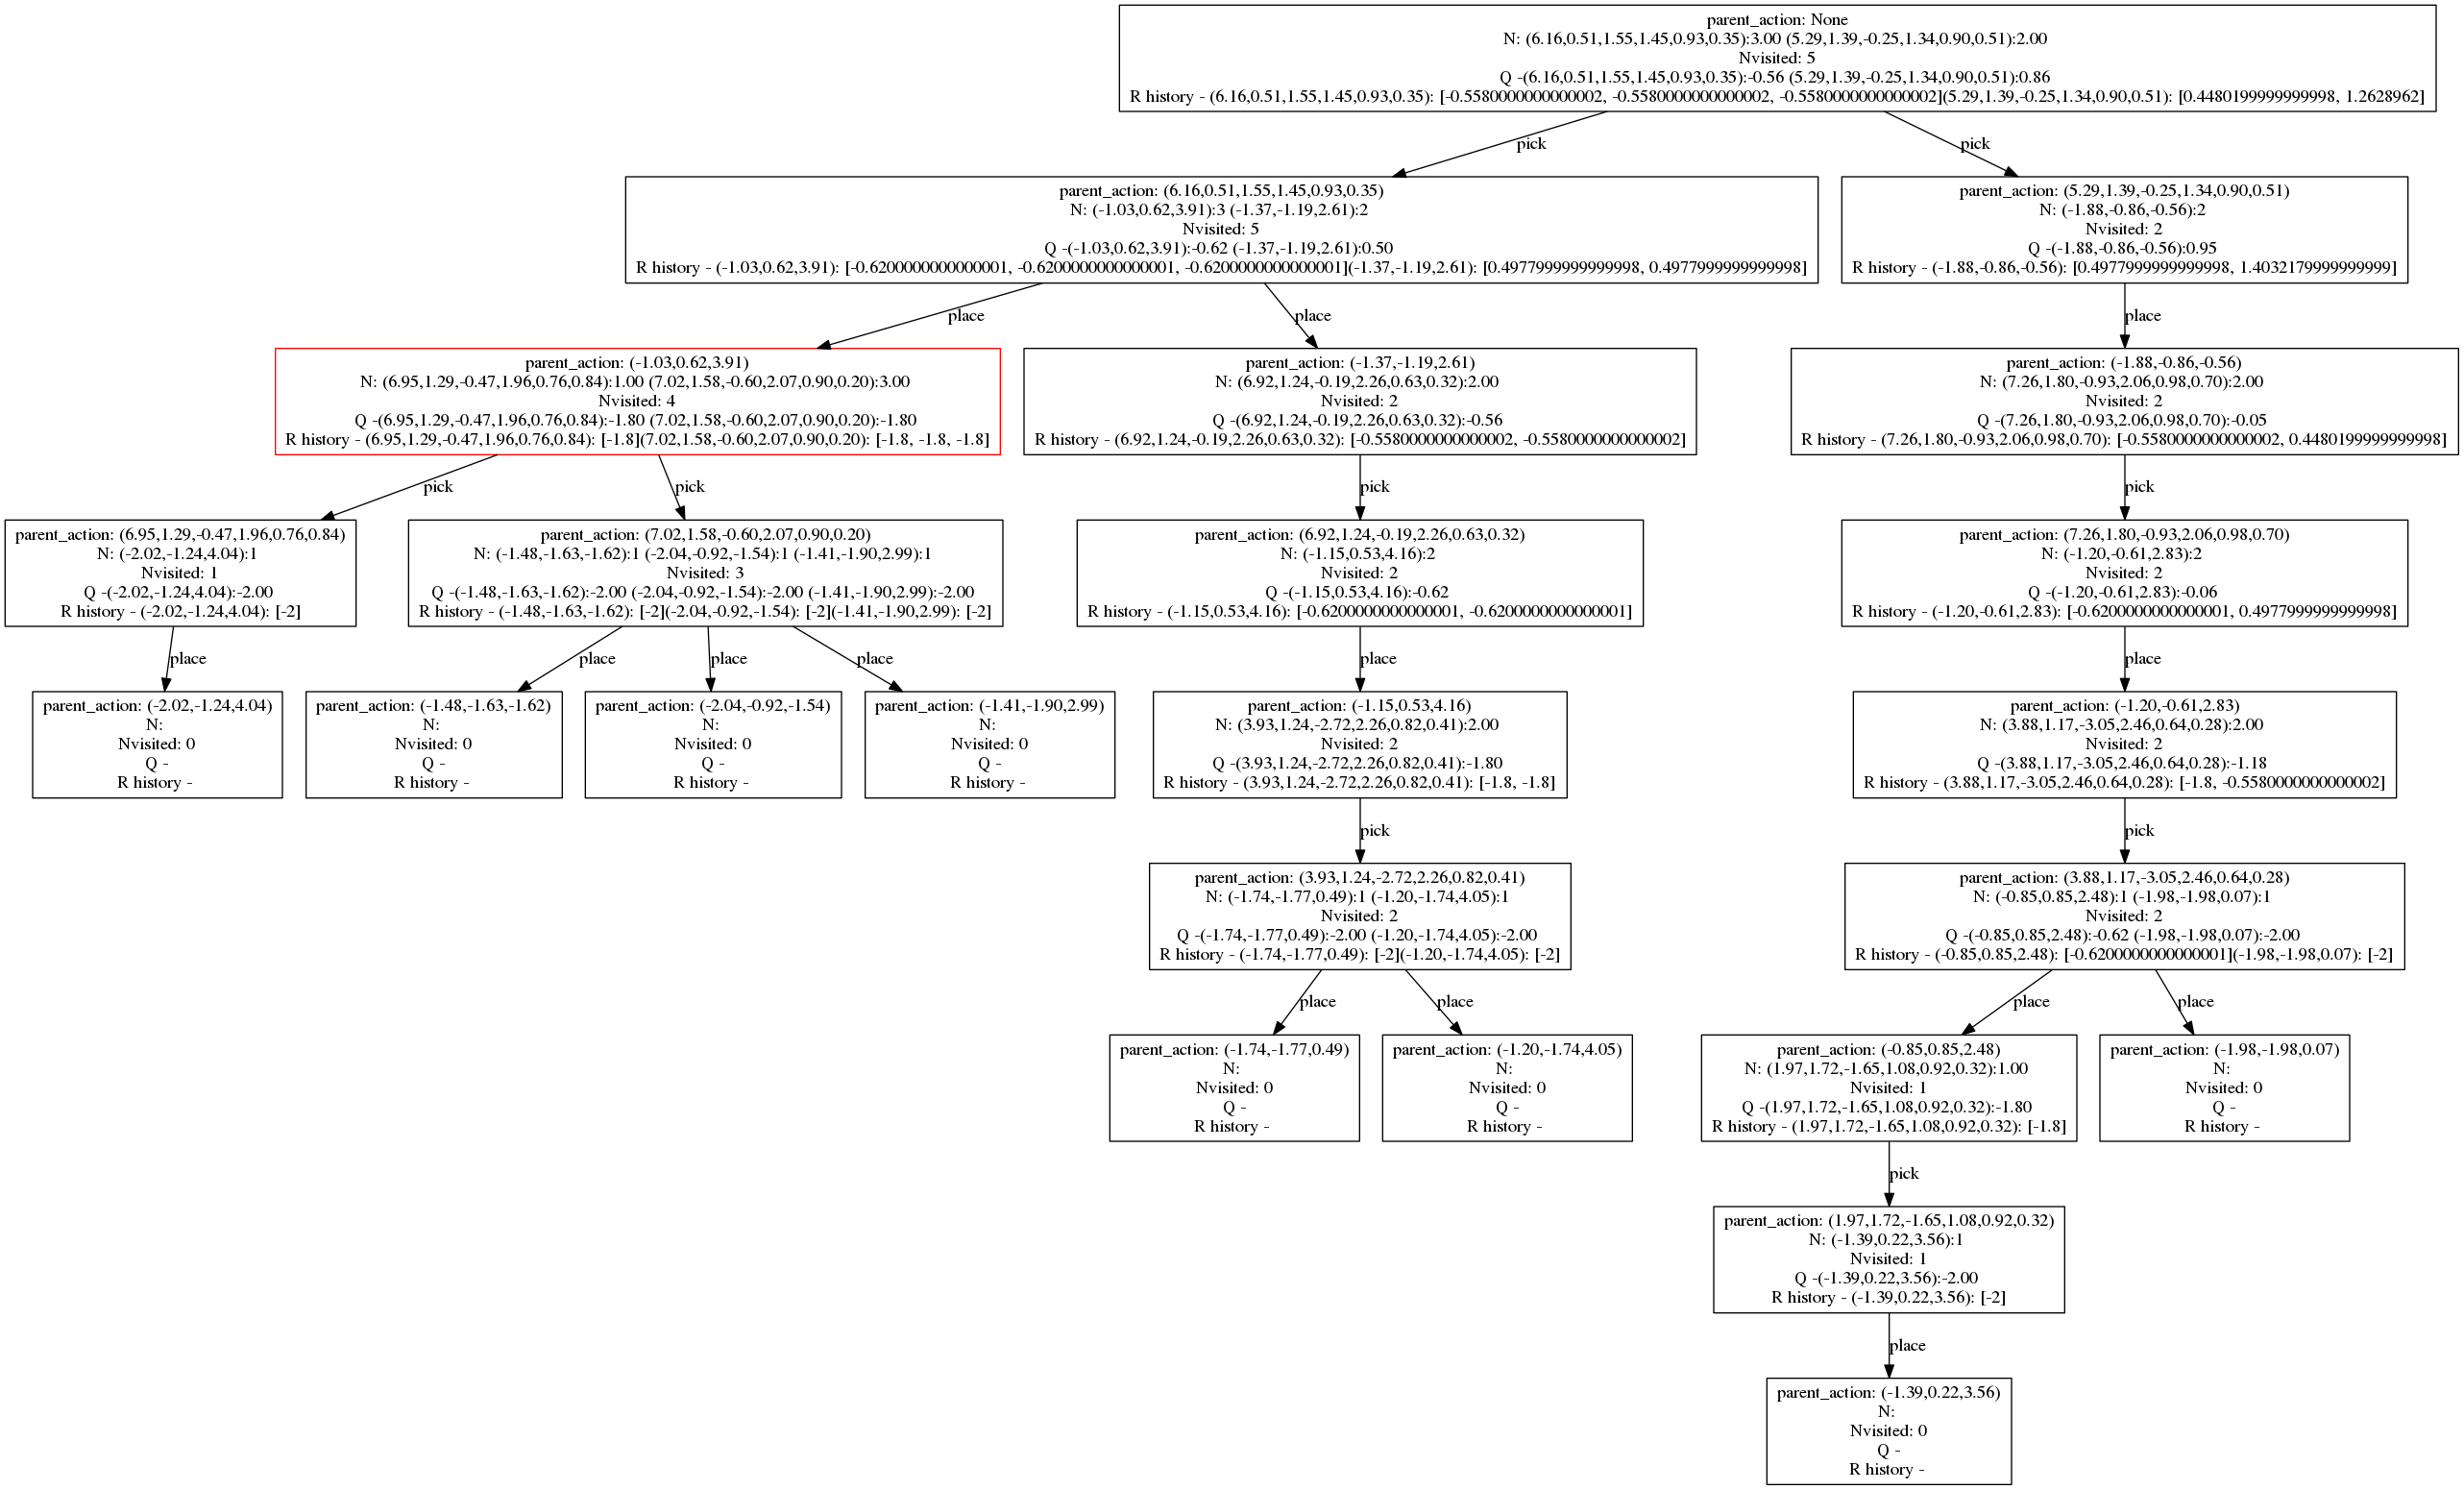 parent_action: None
N: (6.16,0.51,1.55,1.45,0.93,0.35):3.00 (5.29,1.39,-0.25,1.34,0.90,0.51):2.00
Nvisited: 5
Q -(6.16,0.51,1.55,1.45,0.93,0.35):-0.56 (5.29,1.39,-0.25,1.34,0.90,0.51):0.86
R history - (6.16,0.51,1.55,1.45,0.93,0.35): [-0.5580000000000002, -0.5580000000000002, -0.5580000000000002](5.29,1.39,-0.25,1.34,0.90,0.51): [0.4480199999999998, 1.2628962]
pick
pick
parent_action: (6.16,0.51,1.55,1.45,0.93,0.35)
N: (-1.03,0.62,3.91):3 (-1.37,-1.19,2.61):2
Nvisited: 5
Q -(-1.03,0.62,3.91):-0.62 (-1.37,-1.19,2.61):0.50
R history - (-1.03,0.62,3.91): [-0.6200000000000001, -0.6200000000000001, -0.6200000000000001](-1.37,-1.19,2.61): [0.4977999999999998, 0.4977999999999998]
parent_action: (5.29,1.39,-0.25,1.34,0.90,0.51)
N: (-1.88,-0.86,-0.56):2
Nvisited: 2
Q -(-1.88,-0.86,-0.56):0.95
R history - (-1.88,-0.86,-0.56): [0.4977999999999998, 1.4032179999999999]
place
place
place
parent_action: (-1.03,0.62,3.91)
N: (6.95,1.29,-0.47,1.96,0.76,0.84):1.00 (7.02,1.58,-0.60,2.07,0.90,0.20):3.00
Nvisited: 4
Q -(6.95,1.29,-0.47,1.96,0.76,0.84):-1.80 (7.02,1.58,-0.60,2.07,0.90,0.20):-1.80
R history - (6.95,1.29,-0.47,1.96,0.76,0.84): [-1.8](7.02,1.58,-0.60,2.07,0.90,0.20): [-1.8, -1.8, -1.8]
parent_action: (-1.37,-1.19,2.61)
N: (6.92,1.24,-0.19,2.26,0.63,0.32):2.00
Nvisited: 2
Q -(6.92,1.24,-0.19,2.26,0.63,0.32):-0.56
R history - (6.92,1.24,-0.19,2.26,0.63,0.32): [-0.5580000000000002, -0.5580000000000002]
parent_action: (-1.88,-0.86,-0.56)
N: (7.26,1.80,-0.93,2.06,0.98,0.70):2.00
Nvisited: 2
Q -(7.26,1.80,-0.93,2.06,0.98,0.70):-0.05
R history - (7.26,1.80,-0.93,2.06,0.98,0.70): [-0.5580000000000002, 0.4480199999999998]
pick
pick
pick
pick
parent_action: (6.95,1.29,-0.47,1.96,0.76,0.84)
N: (-2.02,-1.24,4.04):1
Nvisited: 1
Q -(-2.02,-1.24,4.04):-2.00
R history - (-2.02,-1.24,4.04): [-2]
parent_action: (7.02,1.58,-0.60,2.07,0.90,0.20)
N: (-1.48,-1.63,-1.62):1 (-2.04,-0.92,-1.54):1 (-1.41,-1.90,2.99):1
Nvisited: 3
Q -(-1.48,-1.63,-1.62):-2.00 (-2.04,-0.92,-1.54):-2.00 (-1.41,-1.90,2.99):-2.00
R history - (-1.48,-1.63,-1.62): [-2](-2.04,-0.92,-1.54): [-2](-1.41,-1.90,2.99): [-2]
parent_action: (6.92,1.24,-0.19,2.26,0.63,0.32)
N: (-1.15,0.53,4.16):2
Nvisited: 2
Q -(-1.15,0.53,4.16):-0.62
R history - (-1.15,0.53,4.16): [-0.6200000000000001, -0.6200000000000001]
parent_action: (7.26,1.80,-0.93,2.06,0.98,0.70)
N: (-1.20,-0.61,2.83):2
Nvisited: 2
Q -(-1.20,-0.61,2.83):-0.06
R history - (-1.20,-0.61,2.83): [-0.6200000000000001, 0.4977999999999998]
place
place
place
place
place
place
parent_action: (-2.02,-1.24,4.04)
N:
Nvisited: 0
Q -
R history -
parent_action: (-1.48,-1.63,-1.62)
N:
Nvisited: 0
Q -
R history -
parent_action: (-2.04,-0.92,-1.54)
N:
Nvisited: 0
Q -
R history -
parent_action: (-1.41,-1.90,2.99)
N:
Nvisited: 0
Q -
R history -
parent_action: (-1.15,0.53,4.16)
N: (3.93,1.24,-2.72,2.26,0.82,0.41):2.00
Nvisited: 2
Q -(3.93,1.24,-2.72,2.26,0.82,0.41):-1.80
R history - (3.93,1.24,-2.72,2.26,0.82,0.41): [-1.8, -1.8]
parent_action: (-1.20,-0.61,2.83)
N: (3.88,1.17,-3.05,2.46,0.64,0.28):2.00
Nvisited: 2
Q -(3.88,1.17,-3.05,2.46,0.64,0.28):-1.18
R history - (3.88,1.17,-3.05,2.46,0.64,0.28): [-1.8, -0.5580000000000002]
pick
pick
parent_action: (3.93,1.24,-2.72,2.26,0.82,0.41)
N: (-1.74,-1.77,0.49):1 (-1.20,-1.74,4.05):1
Nvisited: 2
Q -(-1.74,-1.77,0.49):-2.00 (-1.20,-1.74,4.05):-2.00
R history - (-1.74,-1.77,0.49): [-2](-1.20,-1.74,4.05): [-2]
parent_action: (3.88,1.17,-3.05,2.46,0.64,0.28)
N: (-0.85,0.85,2.48):1 (-1.98,-1.98,0.07):1
Nvisited: 2
Q -(-0.85,0.85,2.48):-0.62 (-1.98,-1.98,0.07):-2.00
R history - (-0.85,0.85,2.48): [-0.6200000000000001](-1.98,-1.98,0.07): [-2]
place
place
place
place
parent_action: (-1.74,-1.77,0.49)
N:
Nvisited: 0
Q -
R history -
parent_action: (-1.20,-1.74,4.05)
N:
Nvisited: 0
Q -
R history -
parent_action: (-0.85,0.85,2.48)
N: (1.97,1.72,-1.65,1.08,0.92,0.32):1.00
Nvisited: 1
Q -(1.97,1.72,-1.65,1.08,0.92,0.32):-1.80
R history - (1.97,1.72,-1.65,1.08,0.92,0.32): [-1.8]
parent_action: (-1.98,-1.98,0.07)
N:
Nvisited: 0
Q -
R history -
pick
parent_action: (1.97,1.72,-1.65,1.08,0.92,0.32)
N: (-1.39,0.22,3.56):1
Nvisited: 1
Q -(-1.39,0.22,3.56):-2.00
R history - (-1.39,0.22,3.56): [-2]
place
parent_action: (-1.39,0.22,3.56)
N:
Nvisited: 0
Q -
R history -